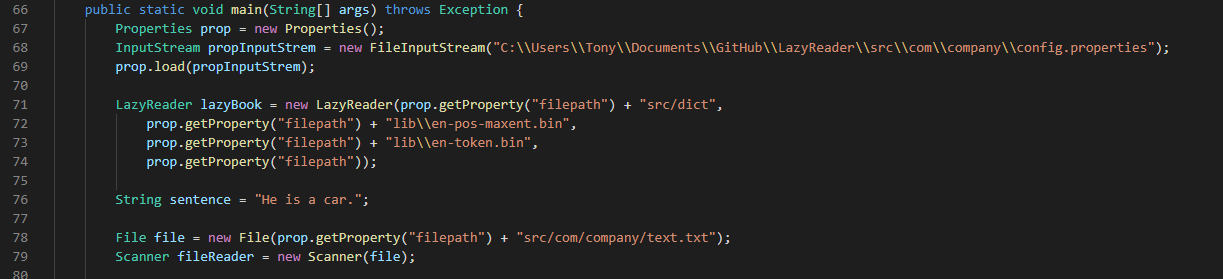 66 public static void main(String[] args) throws Exception {
67 Properties prop = new Properties();
68 InputStream propInputStrem = new FileInputStream("C:\\Users\\Tony\\Documents\\GitHub\\LazyReader\\src\\com\\company\\config.properties");
69 prop.load(propInputStrem);
70
71 LazyReader lazyBook = new LazyReader(prop.getProperty("filepath") + "src/dict",
72 prop.getProperty("filepath") + "lib\\en-pos-maxent.bin",
73 prop.getProperty("filepath") + "lib\\en-token.bin",
74 prop.getProperty("filepath"));
75
76 String sentence = "He is a car.";
77
78 File file = new File(prop.getProperty("filepath") + "src/com/company/text.txt");
79 Scanner fileReader = new Scanner(file);
80